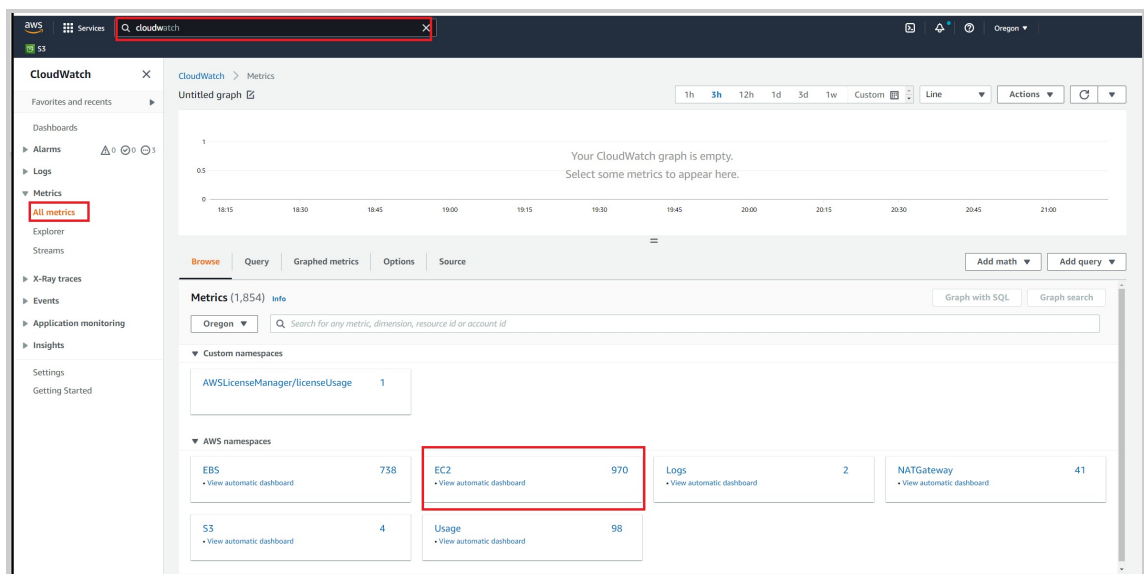 aws Services cloudwatch Oregon
S3
CloudWatch
Favorites and recents
Dashboards
Alarms 0 0 3
Logs
Metrics
All metrics
Explorer
Streams
X-Ray traces
Events
Application monitoring
Insights
Settings
Getting Started
CloudWatch > Metrics
Untitled graph 1h 3h 12h 1d 3d 1w Custom Line Actions
1
Your CloudWatch graph is empty.
0.5
Select some metrics to appear here.
0
18:15 18:30 18:45 19:00 19:15 19:30 19:45 20:00 20:15 20:30 20:45 21:00
Browse Query Graphed metrics Options Source Add math Add query
Metrics (1,854) Info Graph with SQL Graph search
Oregon Search for any metric, dimension, resource id or account id
Custom namespaces
AWSLicenseManager/licenseUsage 1
AWS namespaces
EBS 738 EC2 970 Logs 2 NATGateway 41
• View automatic dashboard • View automatic dashboard • View automatic dashboard • View automatic dashboard
S3 4 Usage 98
• View automatic dashboard • View automatic dashboard